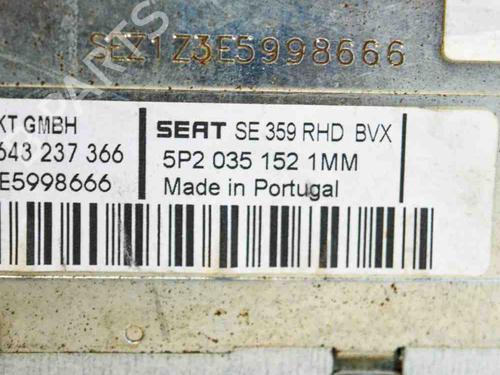 SEZ1Z3E5998666
KT GMBH
643 237 366
E5998666
SEAT SE 359 RHD BVX
5P2 035 152 1MM
Made in Portugal